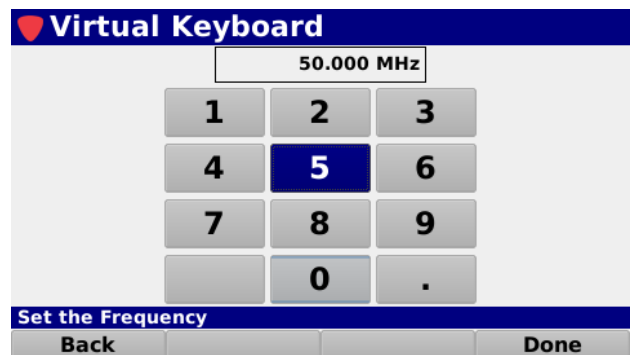 Virtual Keyboard
50.000 MHz
1 2 3
4 5 6
7 8 9
0 .
Set the Frequency
Back Done